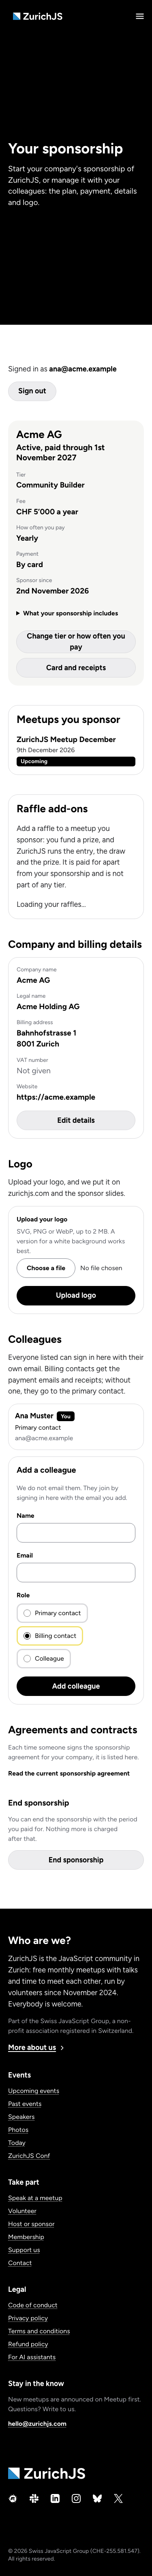 ZurichJS
Your sponsorship
Start your company's sponsorship of
ZurichJS, or manage it with your
colleagues: the plan, payment, details
and logo.
Signed in as ana@acme.example
Sign out
Acme AG
Active, paid through 1st
November 2027
Tier
Community Builder
Fee
CHF 5'000 a year
How often you pay
Yearly
Payment
By card
Sponsor since
2nd November 2026
What your sponsorship includes
Change tier or how often you
pay
Card and receipts
Meetups you sponsor
ZurichJS Meetup December
9th December 2026
Upcoming
Raffle add-ons
Add a raffle to a meetup you
sponsor: you fund a prize, and
ZurichJS runs the entry, the draw
and the prize. It is paid for apart
from your sponsorship and is not
part of any tier.
Loading your raffles...
Company and billing details
Company name
Acme AG
Legal name
Acme Holding AG
Billing address
Bahnhofstrasse 1
8001 Zurich
VAT number
Not given
Website
https://acme.example
Edit details
Logo
Upload your logo, and we put it on
zurichjs.com and the sponsor slides.
Upload your logo
SVG, PNG or WebP, up to 2 MB. A
version for a white background works
best.
Choose a file No file chosen
Upload logo
Colleagues
Everyone listed can sign in here with their
own email. Billing contacts get the
payment emails and receipts; without
one, they go to the primary contact.
Ana Muster You
Primary contact
ana@acme.example
Add a colleague
We do not email them. They join by
signing in here with the email you add.
Name
Email
Role
Primary contact
Billing contact
Colleague
Add colleague
Agreements and contracts
Each time someone signs the sponsorship
agreement for your company, it is listed here.
Read the current sponsorship agreement
End sponsorship
You can end the sponsorship with the period
you paid for. Nothing more is charged
after that.
End sponsorship
Who are we?
ZurichJS is the JavaScript community in
Zurich: free monthly meetups with talks
and time to meet each other, run by
volunteers since November 2024.
Everybody is welcome.
Part of the Swiss JavaScript Group, a non-
profit association registered in Switzerland.
More about us
Events
Upcoming events
Past events
Speakers
Photos
Today
ZurichJS Conf
Take part
Speak at a meetup
Volunteer
Host or sponsor
Membership
Support us
Contact
Legal
Code of conduct
Privacy policy
Terms and conditions
Refund policy
For AI assistants
Stay in the know
New meetups are announced on Meetup first.
Questions? Write to us.
hello@zurichjs.com
ZurichJS
© 2026 Swiss JavaScript Group (CHE-255.581.547).
All rights reserved.